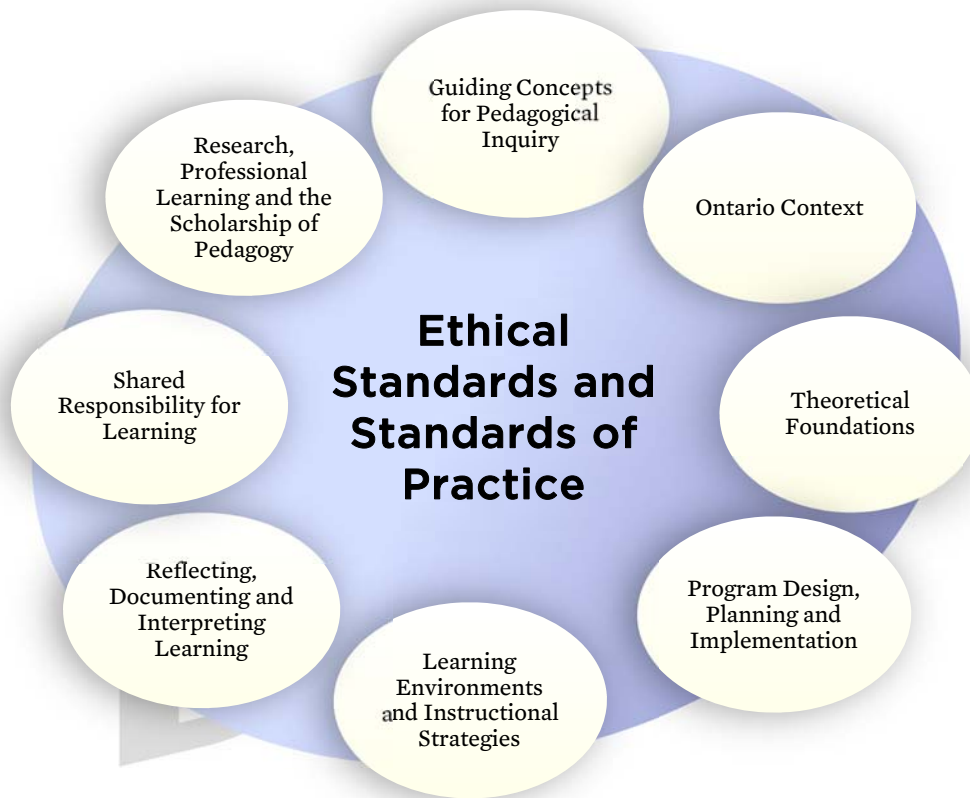 Guiding Concepts
for Pedagogical
Inquiry
Ontario Context
Theoretical
Foundations
Program Design,
Planning and
Implementation
Learning
Environments
and Instructional
Strategies
Reflecting,
Documenting and
Interpreting
Learning
Shared
Responsibility for
Learning
Research,
Professional
Learning and the
Scholarship of
Pedagogy
Ethical
Standards and
Standards of
Practice